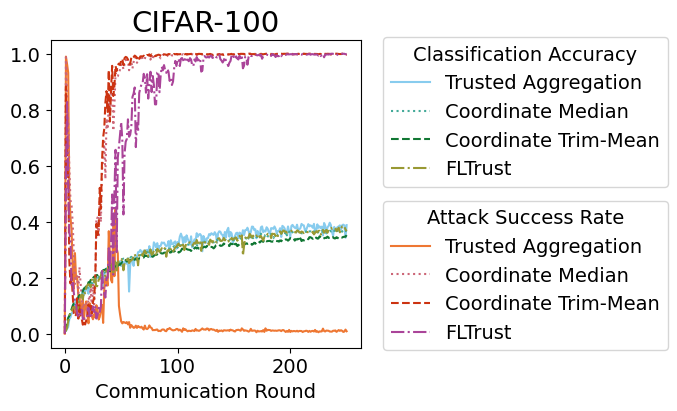 CIFAR-100
1.0
0.8
0.6
0.4
0.2
0.0
0
100
200
Communication Round
Classification Accuracy
Trusted Aggregation
Coordinate Median
Coordinate Trim-Mean
FLTrust
Attack Success Rate
Trusted Aggregation
Coordinate Median
Coordinate Trim-Mean
FLTrust